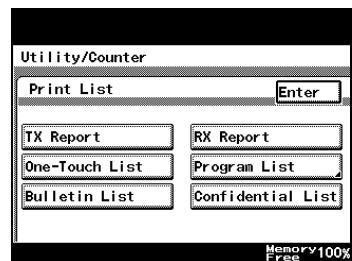 Utility/Counter
Print List
Enter
TX Report
RX Report
One-Touch List
Program List
Bulletin List
Confidential List
Memory 100%
Free